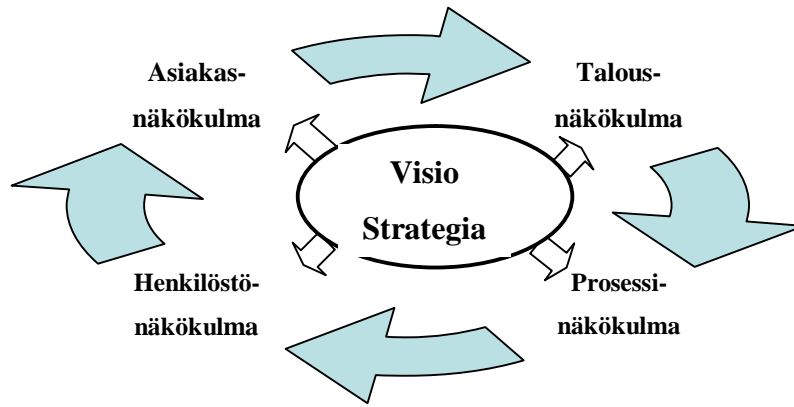 Asiakas-
näkökulma
Talous-
näkökulma
Visio
Strategia
Henkilöstö-
näkökulma
Prosessi-
näkökulma